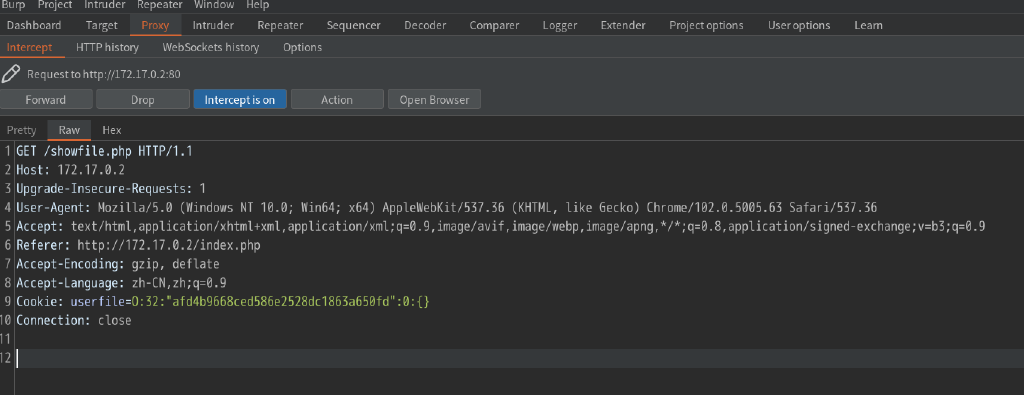 Burp Project Intruder Repeater Window Help
Dashboard Target Proxy Intruder Repeater Sequencer Decoder Comparer Logger Extender Project options User options Learn
Intercept HTTP history WebSockets history Options
Request to http://172.17.0.2:80
Forward Drop Intercept is on Action Open Browser
Pretty Raw Hex
1 GET /showfile.php HTTP/1.1
2 Host: 172.17.0.2
3 Upgrade-Insecure-Requests: 1
4 User-Agent: Mozilla/5.0 (Windows NT 10.0; Win64; x64) AppleWebKit/537.36 (KHTML, like Gecko) Chrome/102.0.5005.63 Safari/537.36
5 Accept: text/html,application/xhtml+xml,application/xml;q=0.9,image/avif,image/webp,image/apng,*/*;q=0.8,application/signed-exchange;v=b3;q=0.9
6 Referer: http://172.17.0.2/index.php
7 Accept-Encoding: gzip, deflate
8 Accept-Language: zh-CN,zh;q=0.9
9 Cookie: userfile=O:32:"afd4b9668ced586e2528dc1863a650fd":0:{}
10 Connection: close
11
12